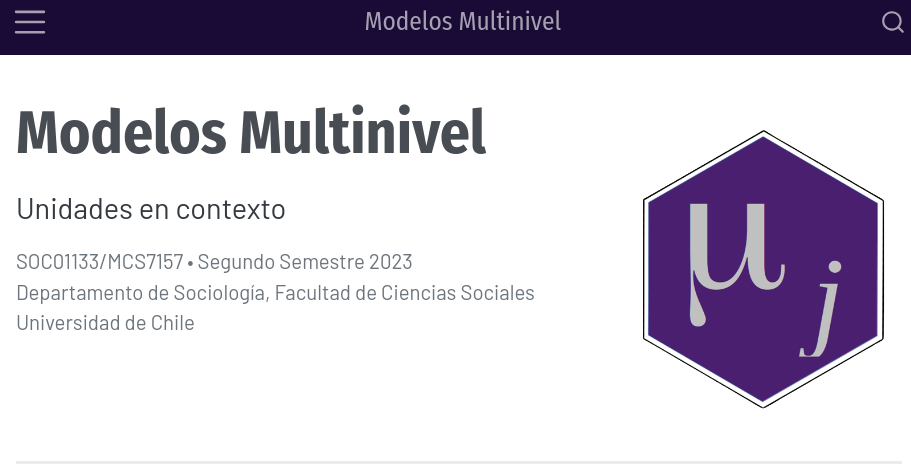 Modelos Multinivel
Modelos Multinivel
Unidades en contexto
SOC01133/MCS7157 • Segundo Semestre 2023
Departamento de Sociología, Facultad de Ciencias Sociales
Universidad de Chile
μ j